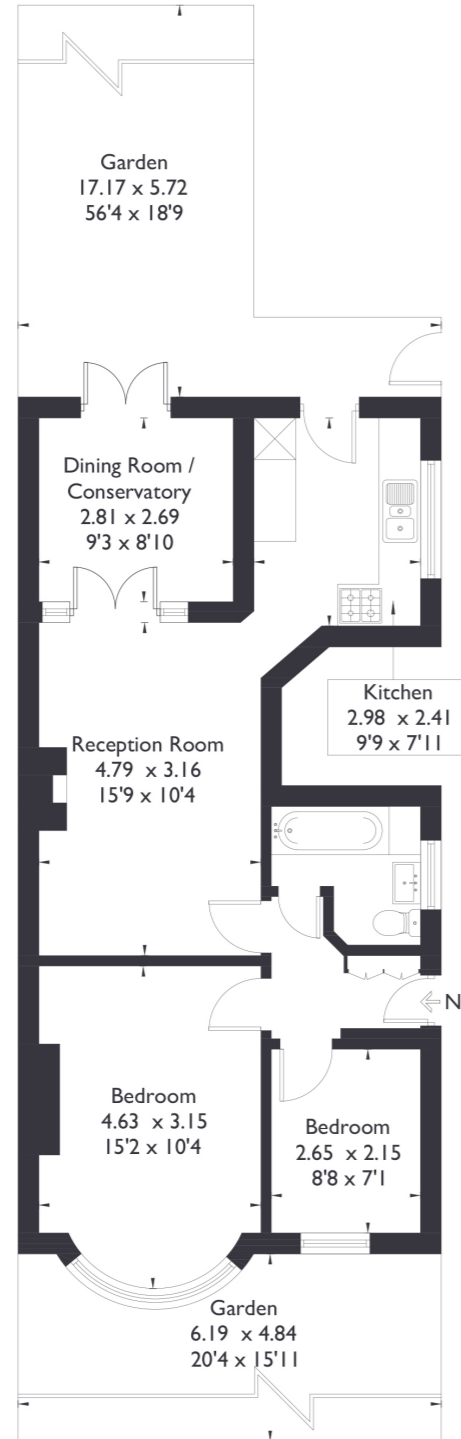 Garden
17.17 x 5.72
56'4 x 18'9
Dining Room /
Conservatory
2.81 x 2.69
9'3 x 8'10
Kitchen
2.98 x 2.41
9'9 x 7'11
Reception Room
4.79 x 3.16
15'9 x 10'4
N
Bedroom
4.63 x 3.15
15'2 x 10'4
Bedroom
2.65 x 2.15
8'8 x 7'1
Garden
6.19 x 4.84
20'4 x 15'11